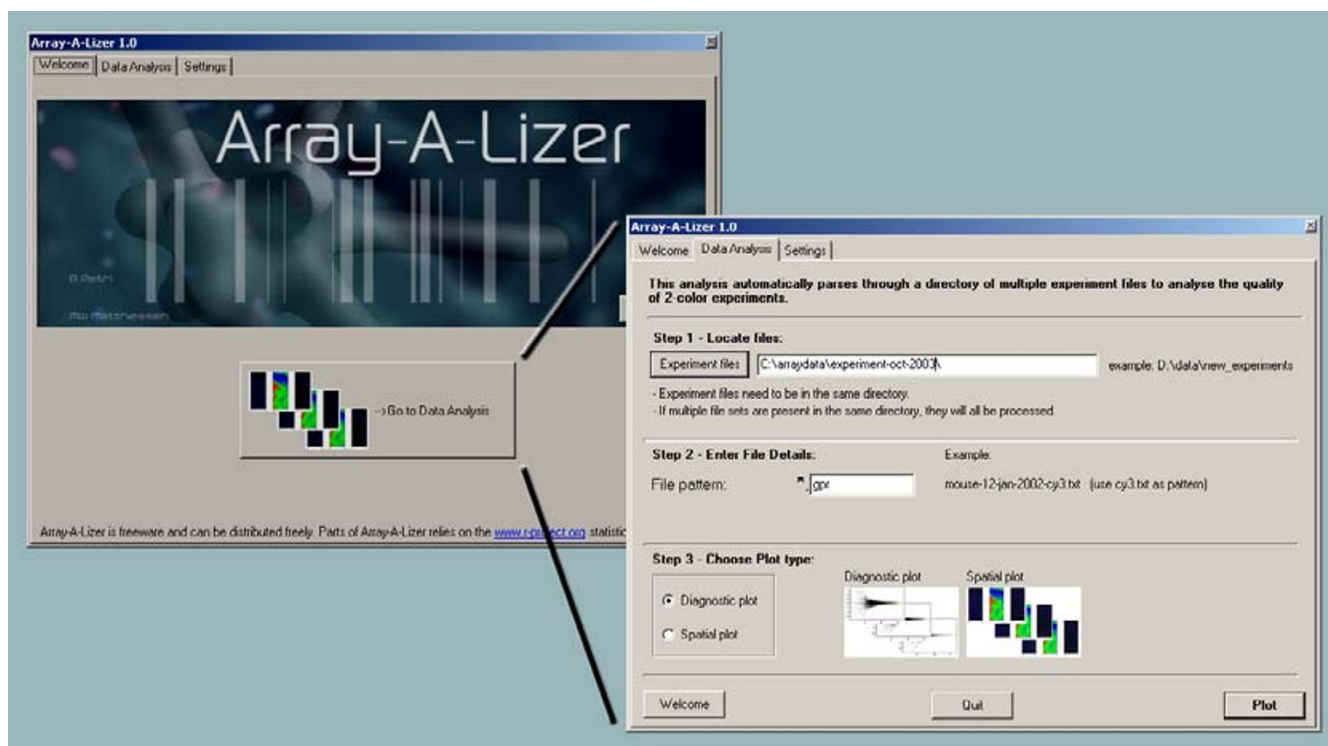 Array-A-Lizer 1.0
Welcome Data Analysis Settings
Array-A-Lizer
-->Go to Data Analysis
Array-A-Lizer is freeware and can be distributed freely. Parts of Array-A-Lizer relies on the www.r-project.org
Array-A-Lizer 1.0
Welcome Data Analysis Settings
This analysis automatically parses through a directory of multiple experiment files to analyse the quality
of 2-color experiments.
Step 1 - Locate files:
Experiment files C:\arraydata\experiment-oct-2003\ example: D:\data\new_experiments
- Experiment files need to be in the same directory.
- If multiple file sets are present in the same directory, they will all be processed.
Step 2 - Enter File Details: Example:
File pattern: *. gpr mouse-12-jan-2002-cy3.txt (use cy3.txt as pattern)
Step 3 - Choose Plot type:
Diagnostic plot Spatial plot
Diagnostic plot
Spatial plot
Welcome Quit Plot